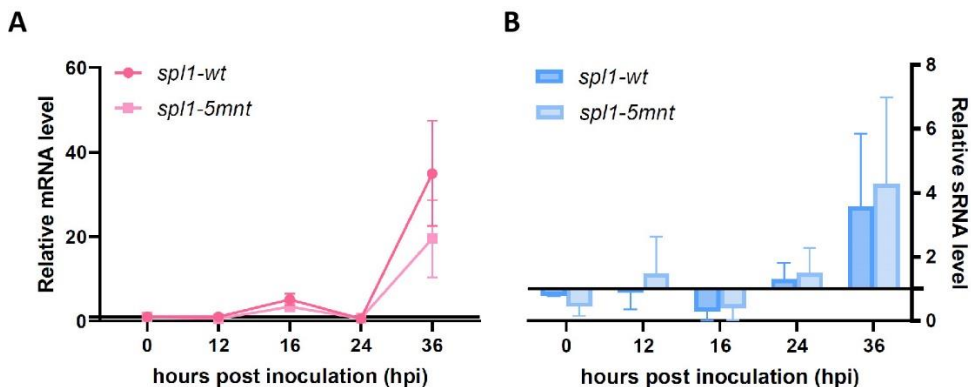 A
60
40
20
0
Relative mRNA level
spl1-wt
spl1-5mnt
0 12 16 24 36
hours post inoculation (hpi)
B
spl1-wt
spl1-5mnt
8
6
4
2
1
0
Relative sRNA level
0 12 16 24 36
hours post inoculation (hpi)